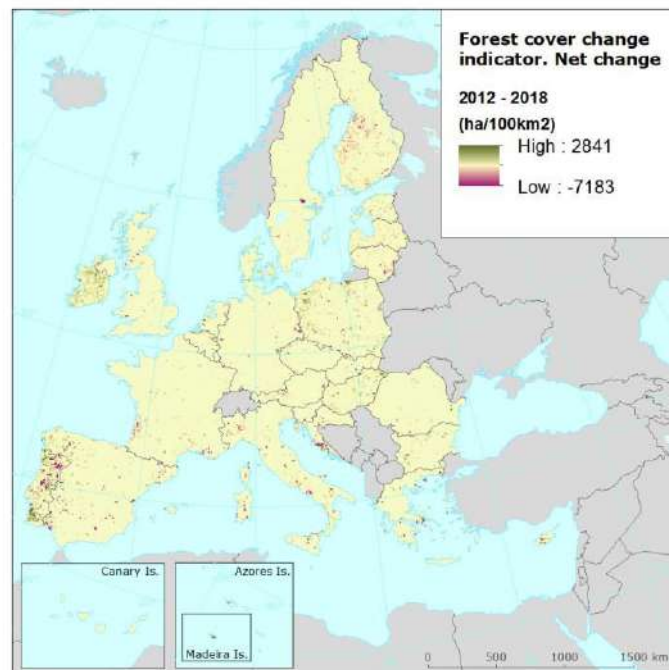 Forest cover change
indicator. Net change
2012 - 2018
(ha/100km2)
High : 2841
Low : -7183
Canary Is.
Azores Is.
Madeira Is.
0 500 1000 1500 km